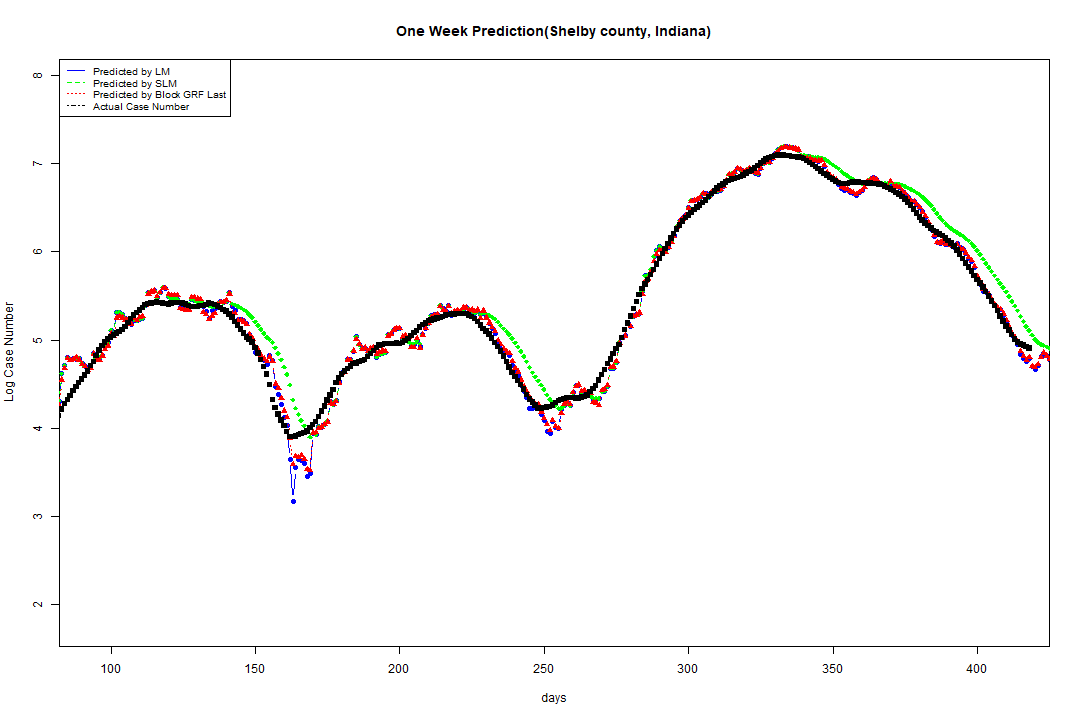 One Week Prediction(Shelby county, Indiana)
Predicted by LM
Predicted by SLM
Predicted by Block GRF Last
Actual Case Number
8
7
6
5
4
3
2
Log Case Number
100 150 200 250 300 350 400
days